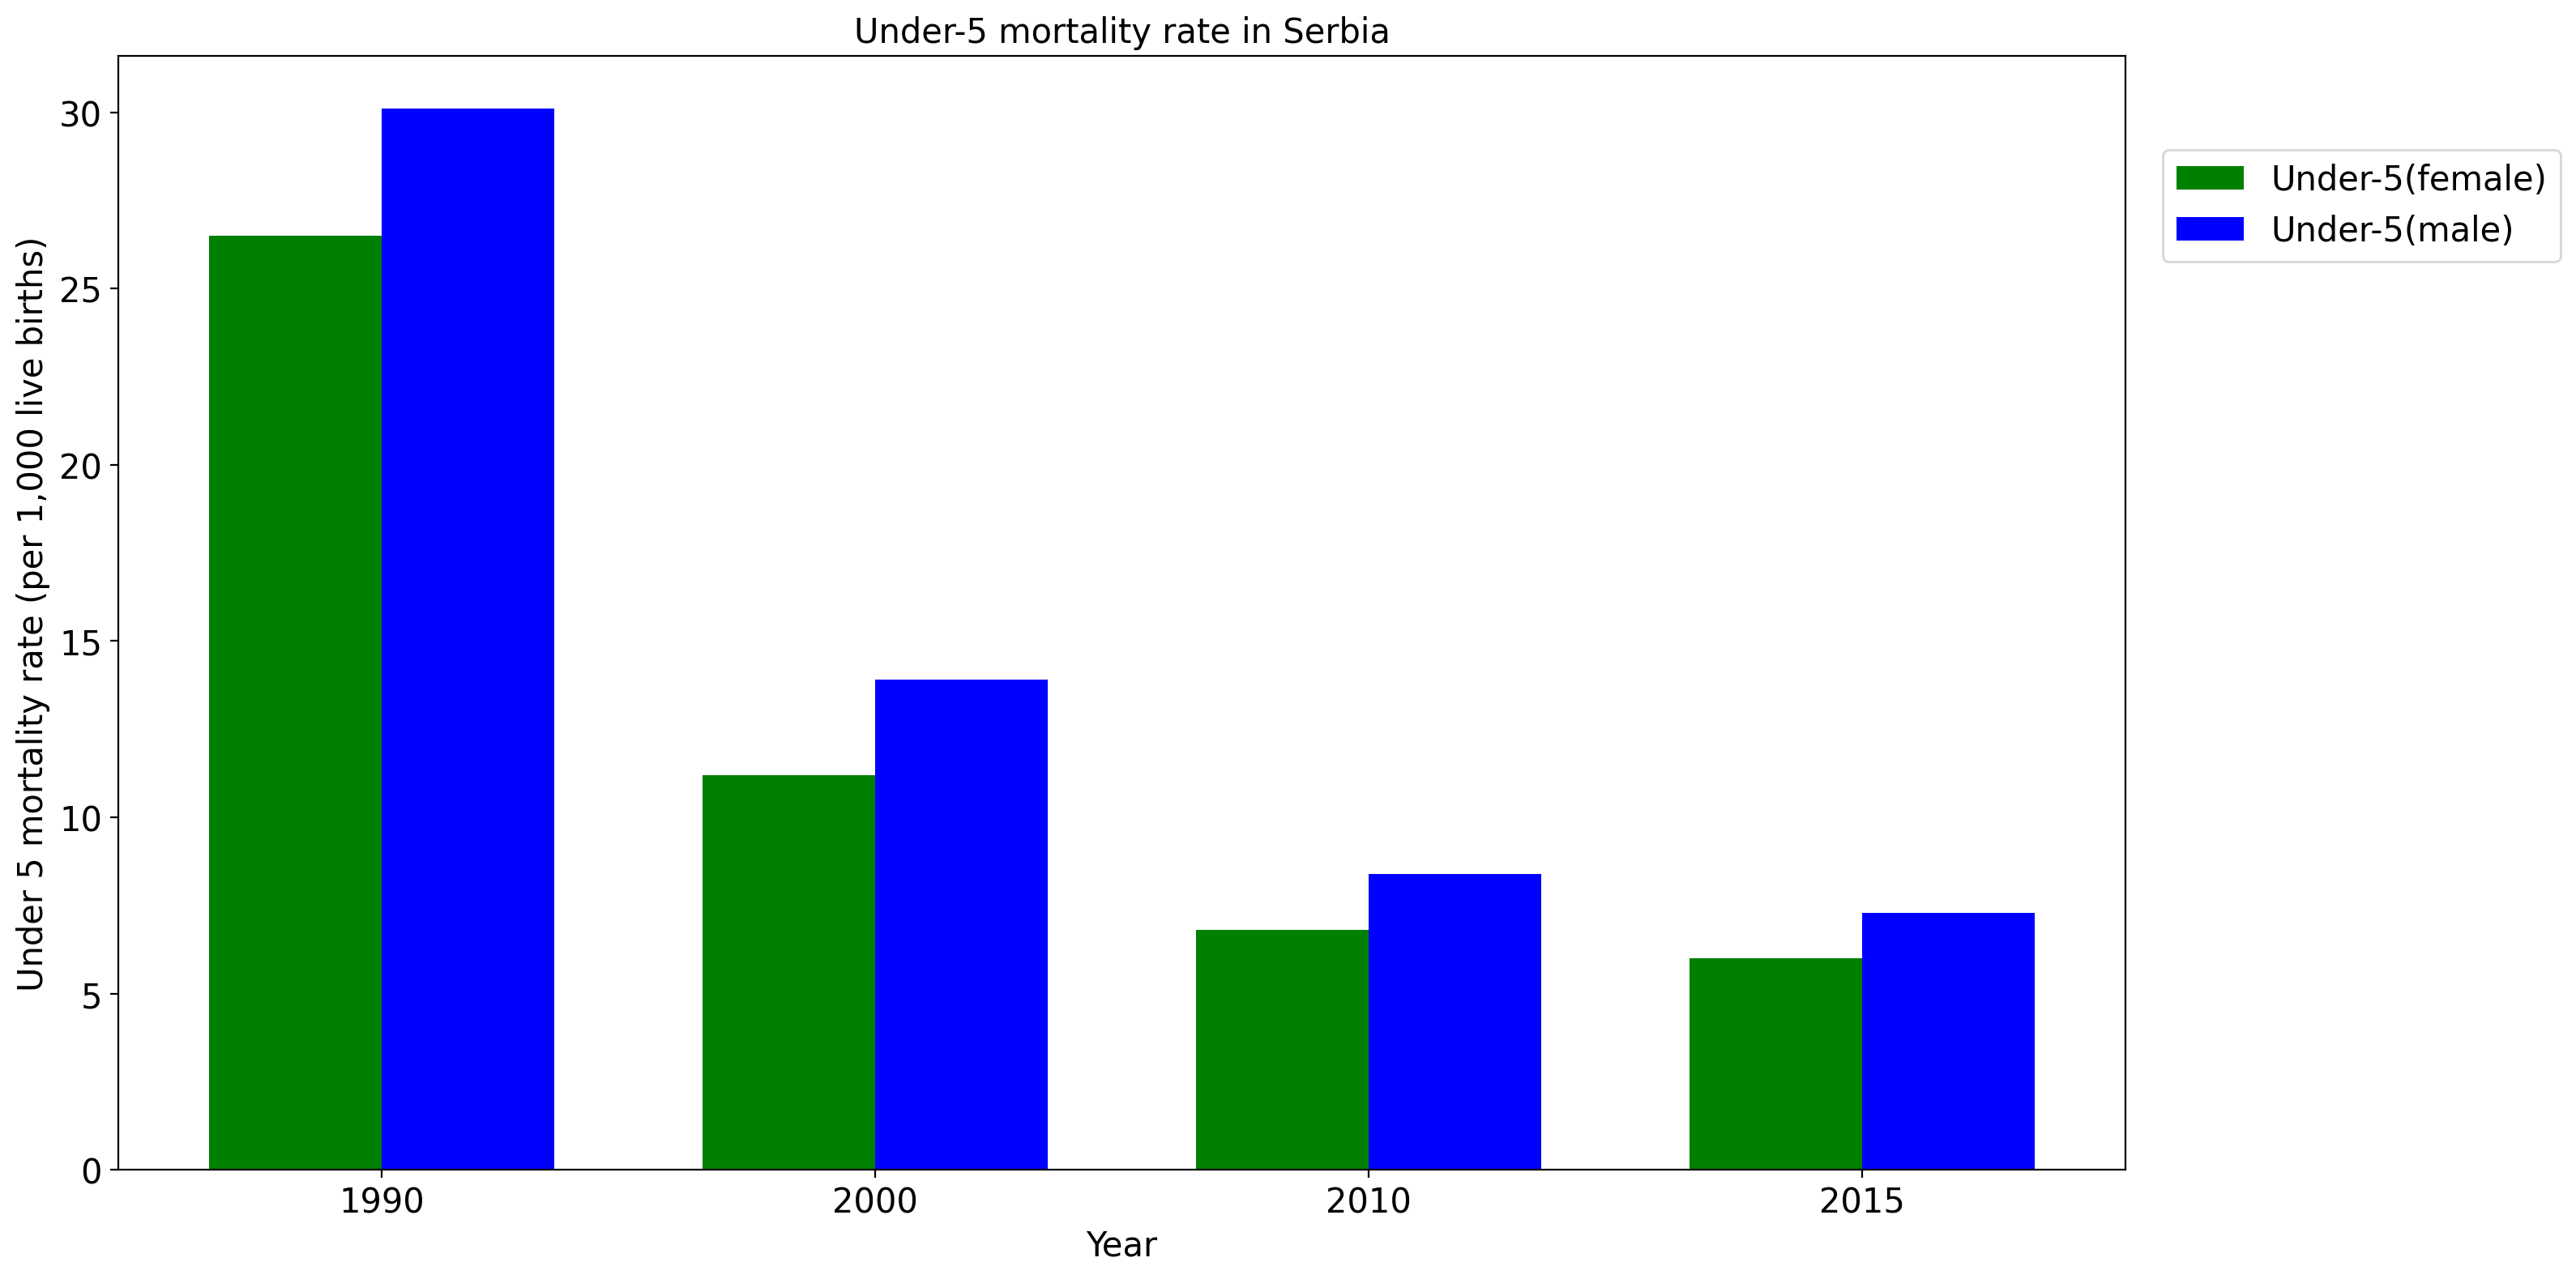 Under-5 mortality rate in Serbia
Under 5 mortality rate (per 1,000 live births)
30
25
20
15
10
5
0
1990 2000 2010 2015
Year
Under-5(female)
Under-5(male)